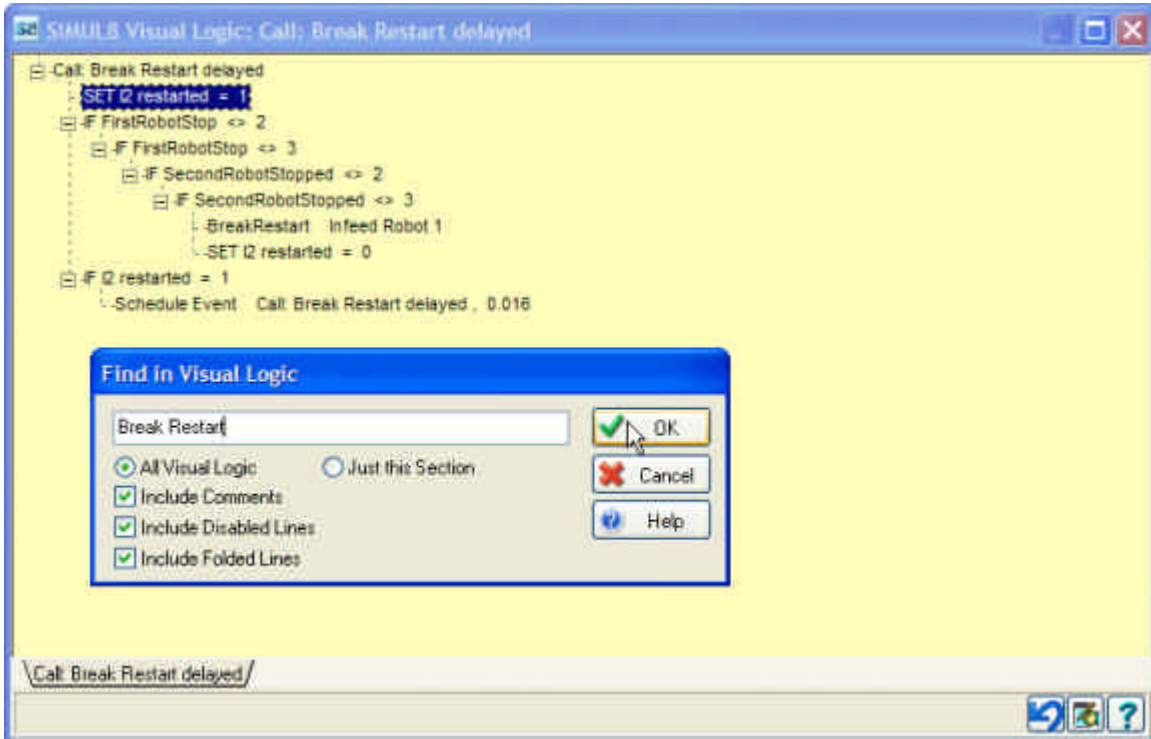 SIMUL8 Visual Logic: Call: Break Restart delayed
Call: Break Restart delayed
SET I2 restarted = 1
IF FirstRobotStop <> 2
IF FirstRobotStop <> 3
IF SecondRobotStopped <> 2
IF SecondRobotStopped <> 3
BreakRestart Infeed Robot 1
SET I2 restarted = 0
IF I2 restarted = 1
Schedule Event Call: Break Restart delayed , 0.016
Find in Visual Logic
Break Restart
OK
All Visual Logic Just this Section
Cancel
Include Comments
Include Disabled Lines
Help
Include Folded Lines
Call: Break Restart delayed